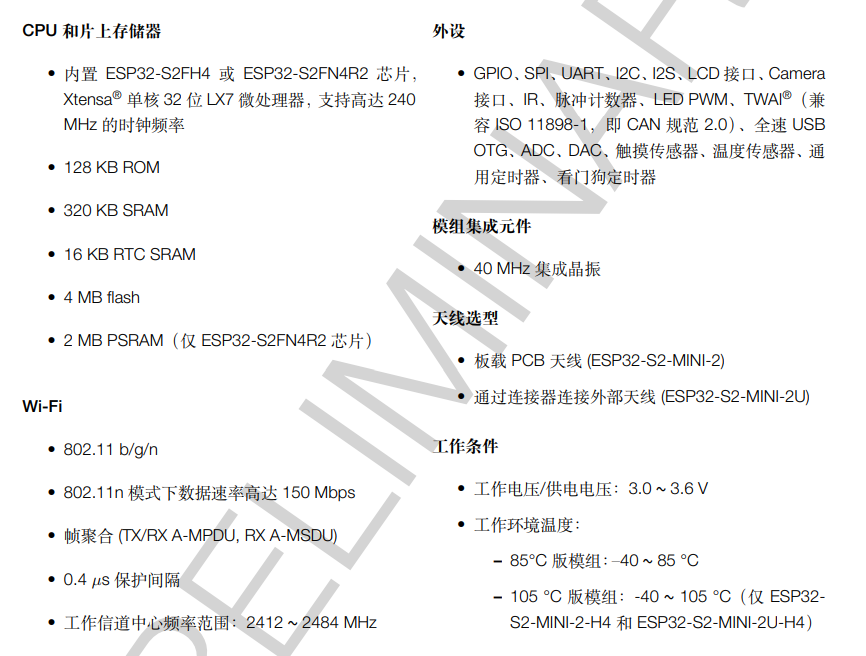 CPU 和片上存储器
• 内置 ESP32-S2FH4 或 ESP32-S2FN4R2 芯片，
Xtensa® 单核 32 位 LX7 微处理器，支持高达 240
MHz 的时钟频率
• 128 KB ROM
• 320 KB SRAM
• 16 KB RTC SRAM
• 4 MB flash
• 2 MB PSRAM（仅 ESP32-S2FN4R2 芯片）
Wi-Fi
• 802.11 b/g/n
• 802.11n 模式下数据速率高达 150 Mbps
• 帧聚合 (TX/RX A-MPDU, RX A-MSDU)
• 0.4 µs 保护间隔
• 工作信道中心频率范围：2412 ~ 2484 MHz
外设
• GPIO、SPI、UART、I2C、I2S、LCD 接口、Camera
接口、IR、脉冲计数器、LED PWM、TWAI®（兼
容 ISO 11898-1，即 CAN 规范 2.0）、全速 USB
OTG、ADC、DAC、触摸传感器、温度传感器、通
用定时器、看门狗定时器
模组集成元件
• 40 MHz 集成晶振
天线选型
• 板载 PCB 天线 (ESP32-S2-MINI-2)
• 通过连接器连接外部天线 (ESP32-S2-MINI-2U)
工作条件
• 工作电压/供电电压：3.0 ~ 3.6 V
• 工作环境温度：
– 85°C 版模组：–40 ~ 85 °C
– 105 °C 版模组：-40 ~ 105 °C（仅 ESP32-
S2-MINI-2-H4 和 ESP32-S2-MINI-2U-H4）
PELIMINAR